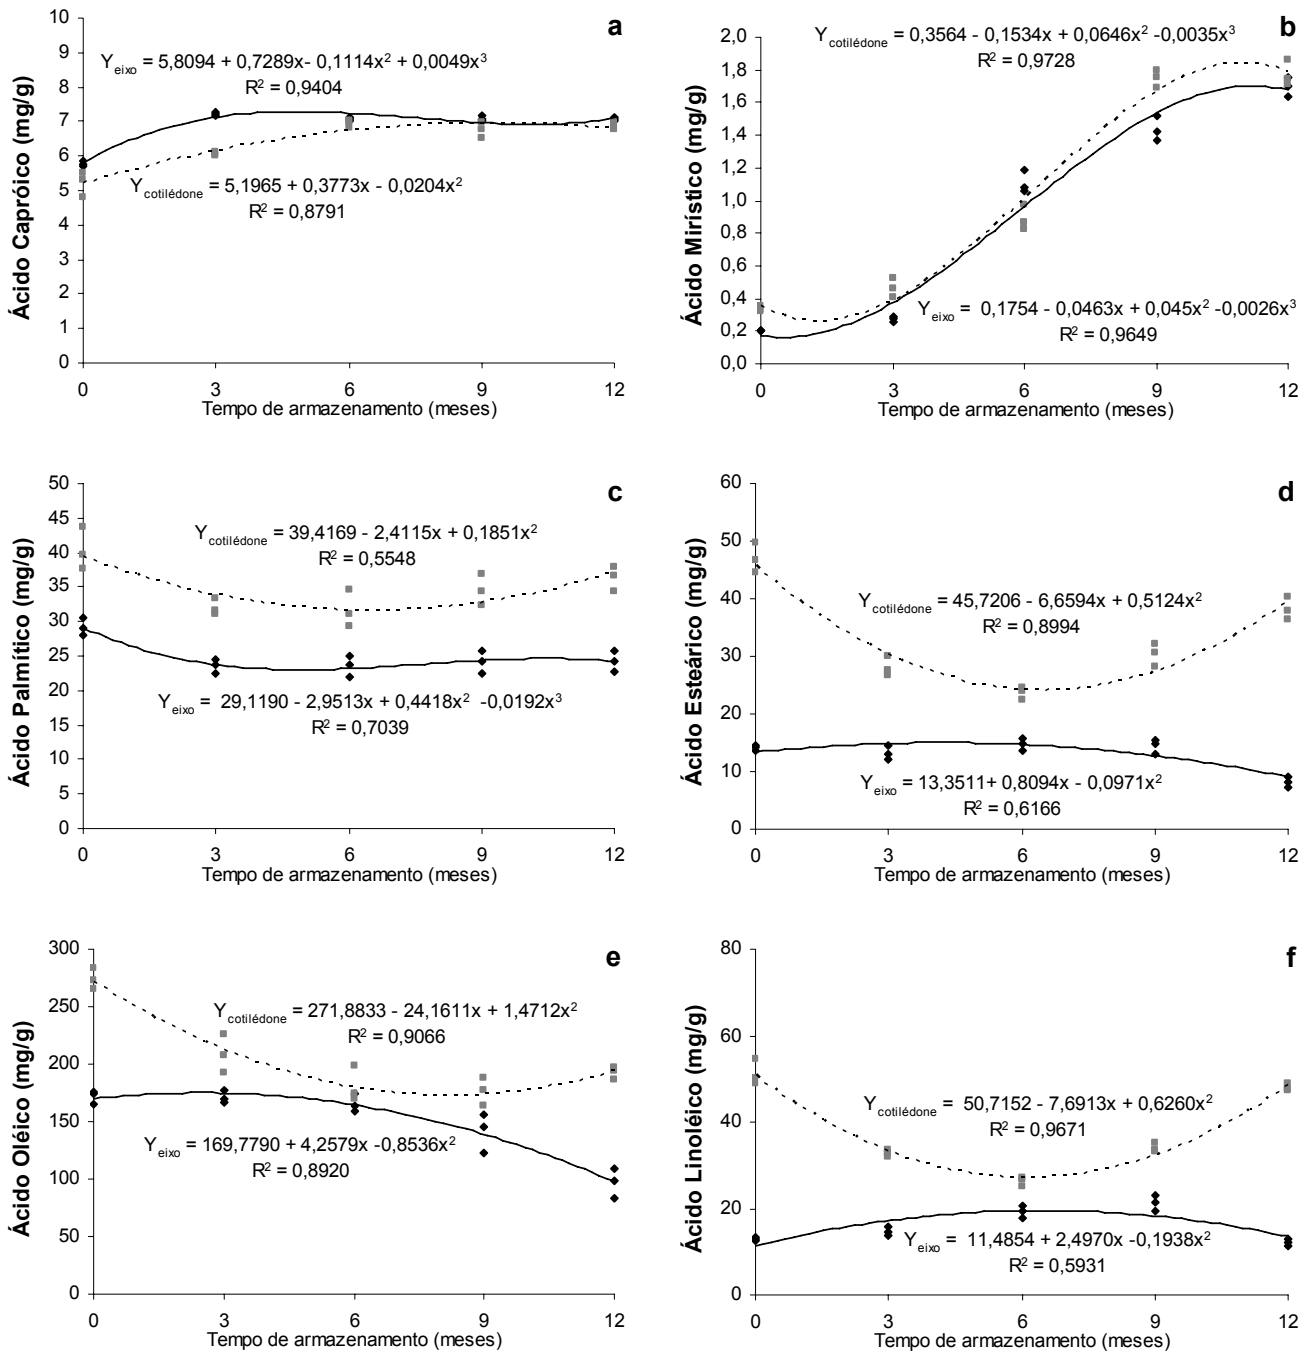 a
Ácido Capróico (mg/g)
10
9
8
7
6
5
4
3
2
1
0
Y eixo = 5,8094 + 0,7289x- 0,1114x² + 0,0049x³
R² = 0,9404
Y cotilédone = 5,1965 + 0,3773x - 0,0204x²
R² = 0,8791
0 3 6 9 12
Tempo de armazenamento (meses)
b
Ácido Mirístico (mg/g)
2,0
1,8
1,6
1,4
1,2
1,0
0,8
0,6
0,4
0,2
0,0
Y cotilédone = 0,3564 - 0,1534x + 0,0646x² -0,0035x³
R² = 0,9728
Y eixo = 0,1754 - 0,0463x + 0,045x² -0,0026x³
R² = 0,9649
0 3 6 9 12
Tempo de armazenamento (meses)
c
Ácido Palmítico (mg/g)
50
45
40
35
30
25
20
15
10
5
0
Y cotilédone = 39,4169 - 2,4115x + 0,1851x²
R² = 0,5548
Y eixo = 29,1190 - 2,9513x + 0,4418x² -0,0192x³
R² = 0,7039
0 3 6 9 12
Tempo de armazenamento (meses)
d
Ácido Esteárico (mg/g)
60
50
40
30
20
10
0
Y cotilédone = 45,7206 - 6,6594x + 0,5124x²
R² = 0,8994
Y eixo = 13,3511+ 0,8094x - 0,0971x²
R² = 0,6166
0 3 6 9 12
Tempo de armazenamento (meses)
e
Ácido Oléico (mg/g)
300
250
200
150
100
50
0
Y cotilédone = 271,8833 - 24,1611x + 1,4712x²
R² = 0,9066
Y eixo = 169,7790 + 4,2579x -0,8536x²
R² = 0,8920
0 3 6 9 12
Tempo de armazenamento (meses)
f
Ácido Linoléico (mg/g)
80
60
40
20
0
Y cotilédone = 50,7152 - 7,6913x + 0,6260x²
R² = 0,9671
Y eixo = 11,4854 + 2,4970x -0,1938x²
R² = 0,5931
0 3 6 9 12
Tempo de armazenamento (meses)